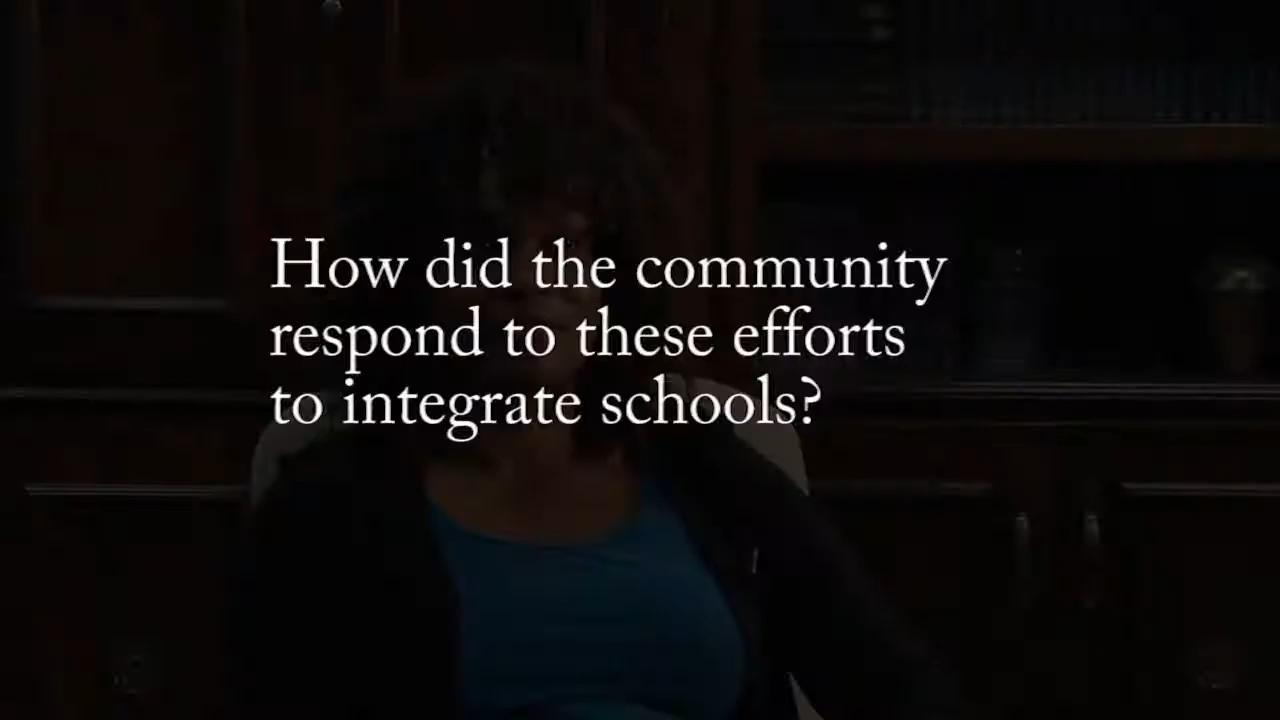 How did the community
respond to these efforts
to integrate schools?